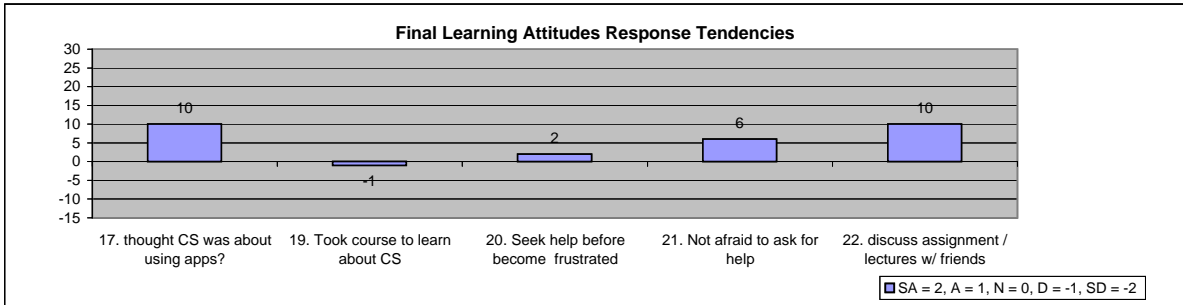 Final Learning Attitudes Response Tendencies
30
25
20
15
10
5
0
-5
-10
-15
10
-1
2
6
10
17. thought CS was about
using apps?
19. Took course to learn
about CS
20. Seek help before
become frustrated
21. Not afraid to ask for
help
22. discuss assignment /
lectures w/ friends
SA = 2, A = 1, N = 0, D = -1, SD = -2